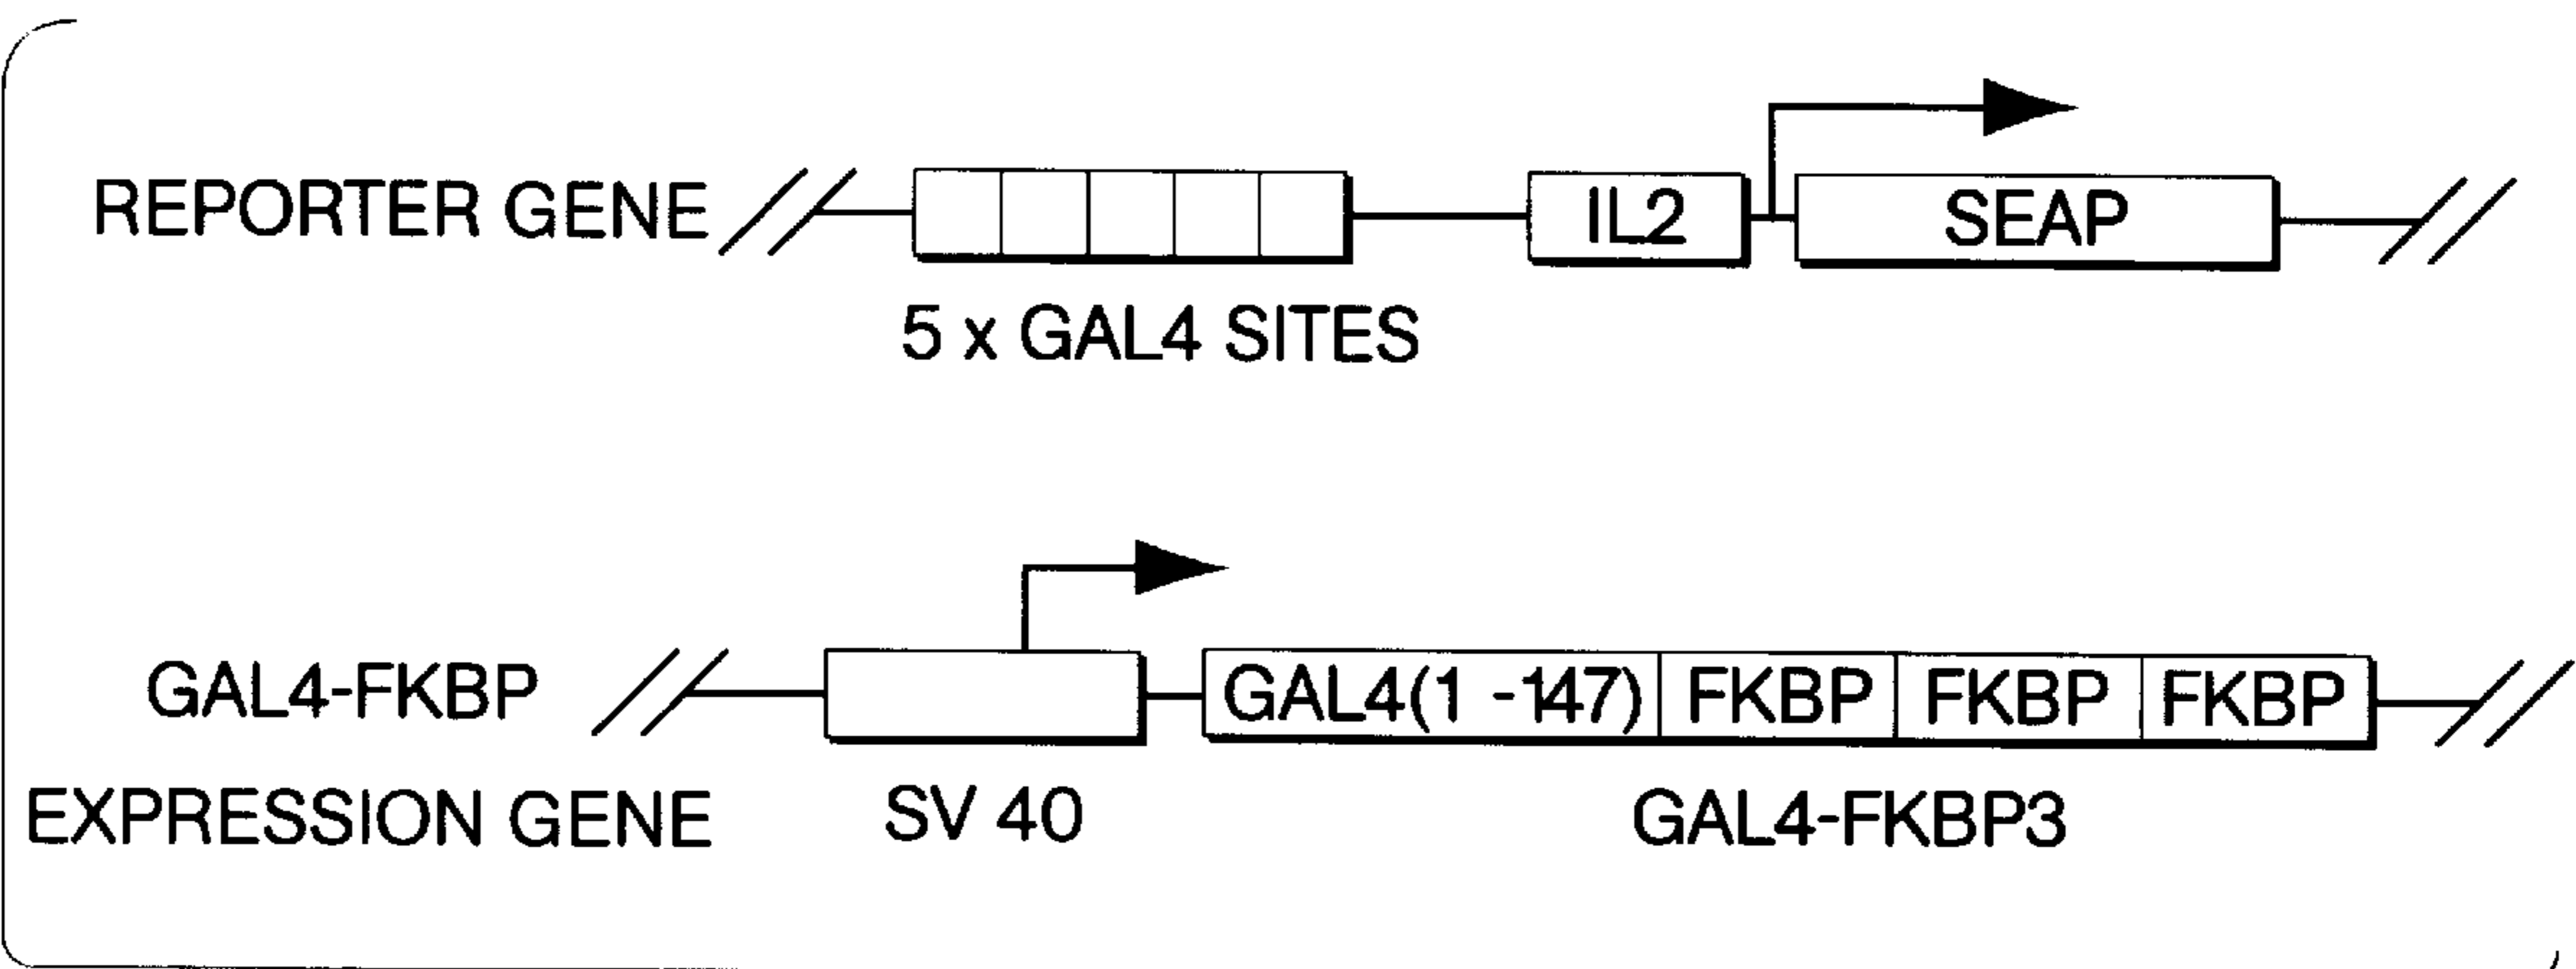 REPORTER GENE
IL2
SEAP
5 x GAL4 SITES
GAL4-FKBP
GAL4(1 -147) FKBP FKBP FKBP
EXPRESSION GENE
SV 40
GAL4-FKBP3